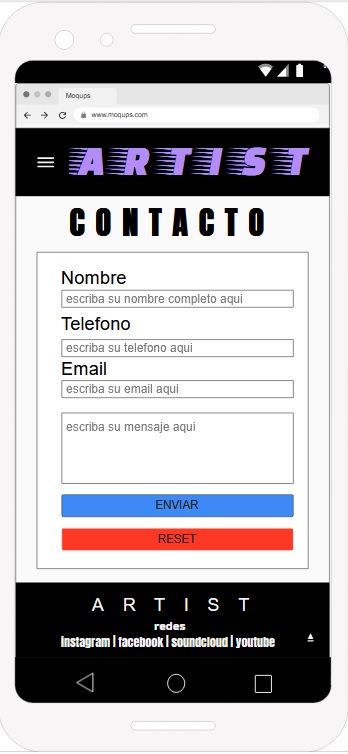 Moqups
www.moqups.com
ARTIST
CONTACTO
Nombre
escriba su nombre completo aqui
Telefono
escriba su telefono aqui
Email
escriba su email aqui
escriba su mensaje aqui
ENVIAR
RESET
ARTIST
redes
instagram | facebook | soundcloud | youtube